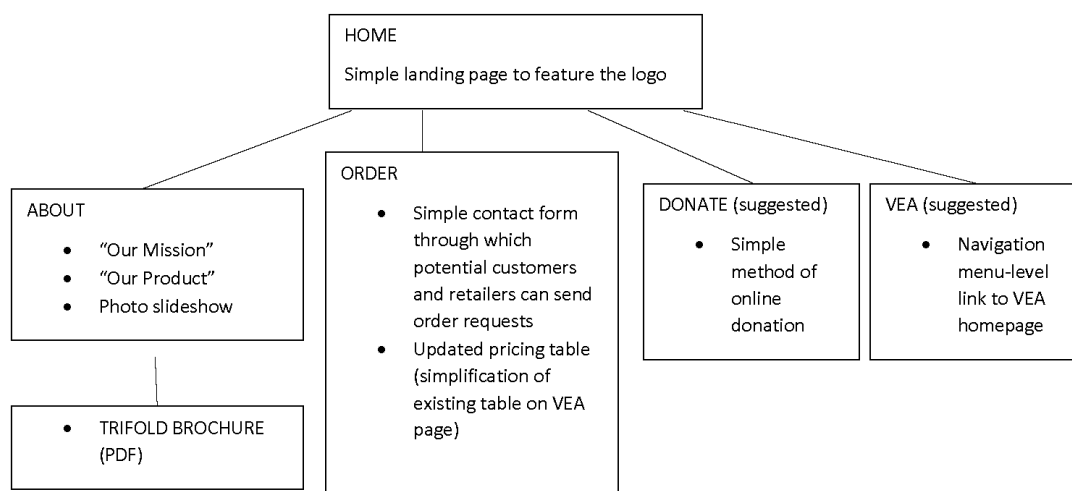 HOME
Simple landing page to feature the logo
ABOUT
• “Our Mission”
• “Our Product”
• Photo slideshow
• TRIFOLD BROCHURE
(PDF)
ORDER
• Simple contact form
through which
potential customers
and retailers can send
order requests
• Updated pricing table
(simplification of
existing table on VEA
page)
DONATE (suggested)
• Simple
method of
online
donation
VEA (suggested)
• Navigation
menu-level
link to VEA
homepage